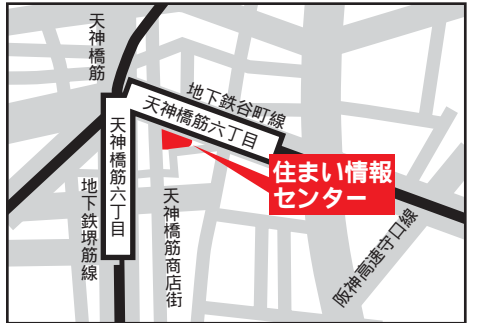 天神橋筋
地下鉄谷町線
天神橋筋六丁目
天神橋筋六丁目
住まい情報
センター
地下鉄堺筋線
天神橋筋商店街
阪神高速守口線